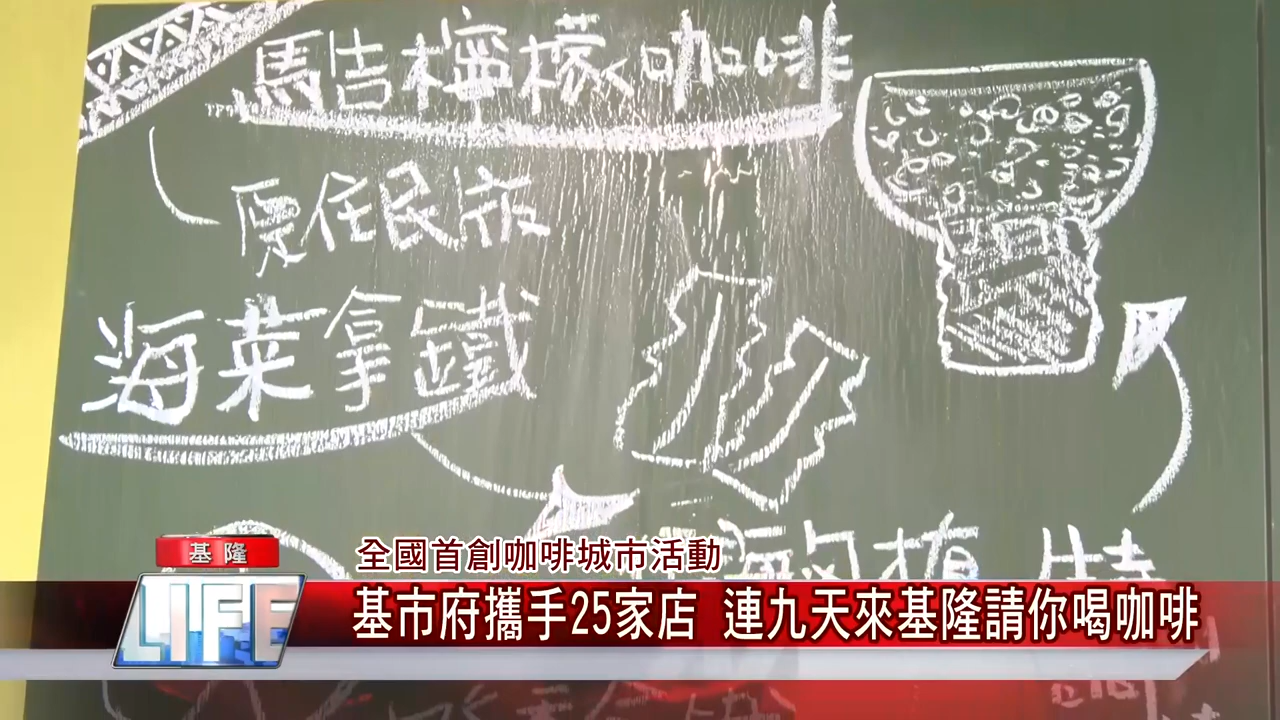 馬告檸檬咖啡
原住民族
海菜拿鐵
基隆
LIFE
全國首創咖啡城市活動
基市府攜手25家店 連九天來基隆請你喝咖啡